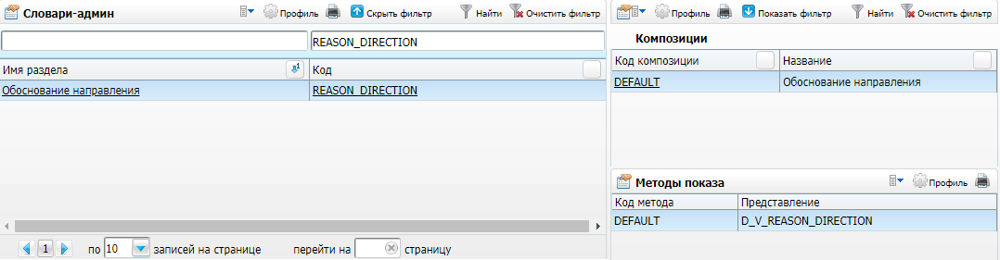 Словари-админ Профиль Скрыть фильтр Найти Очистить фильтр
REASON_DIRECTION
Имя раздела Код
Обоснование направления REASON_DIRECTION
1 по 10 записей на странице перейти на страницу
Профиль Показать фильтр Найти Очистить фильтр
Композиции
Код композиции Название
DEFAULT Обоснование направления
Методы показа Профиль
Код метода Представление
DEFAULT D_V_REASON_DIRECTION